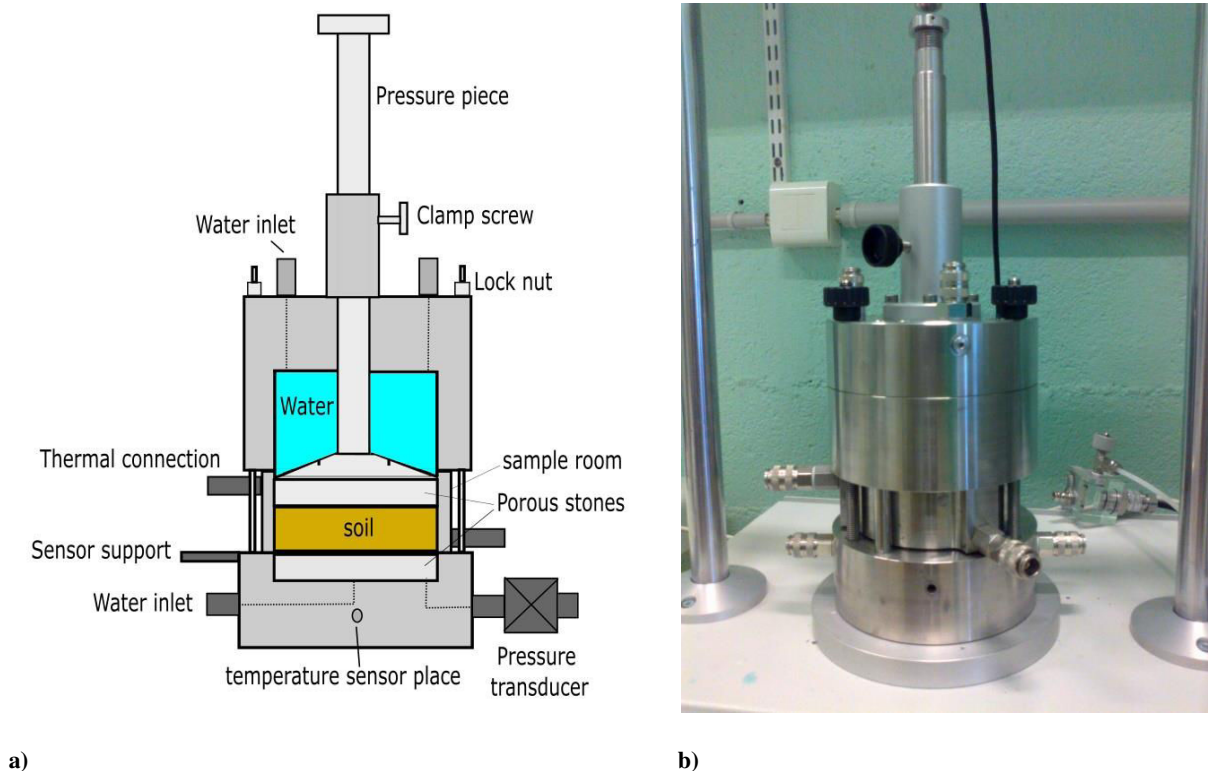 Pressure piece
Water inlet
Clamp screw
Lock nut
Water
Thermal connection
sample room
Porous stones
soil
Sensor support
Water inlet
temperature sensor place
Pressure
transducer
a)
b)